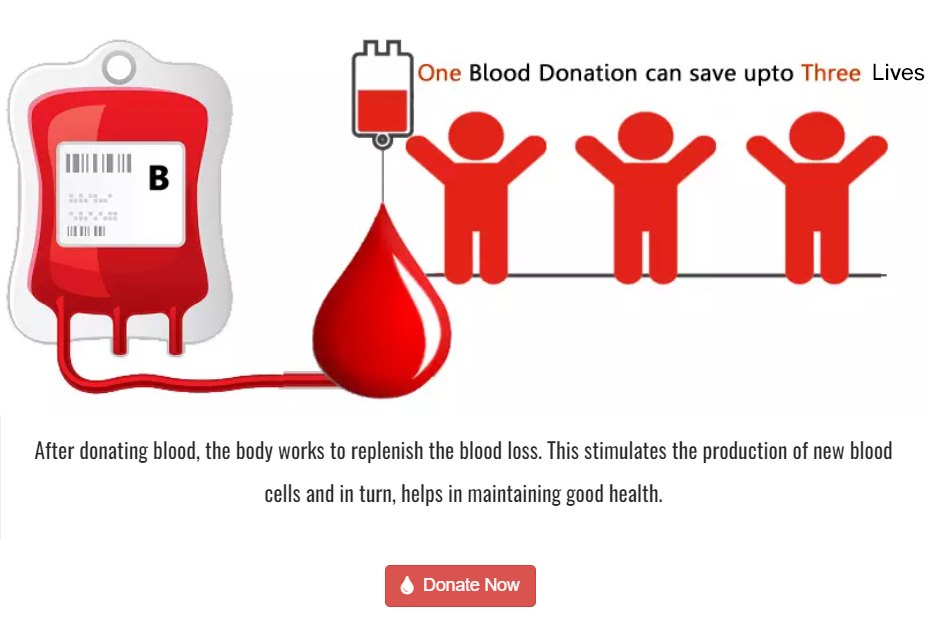 One Blood Donation can save upto Three Lives
B
After donating blood, the body works to replenish the blood loss. This stimulates the production of new blood
cells and in turn, helps in maintaining good health.
Donate Now